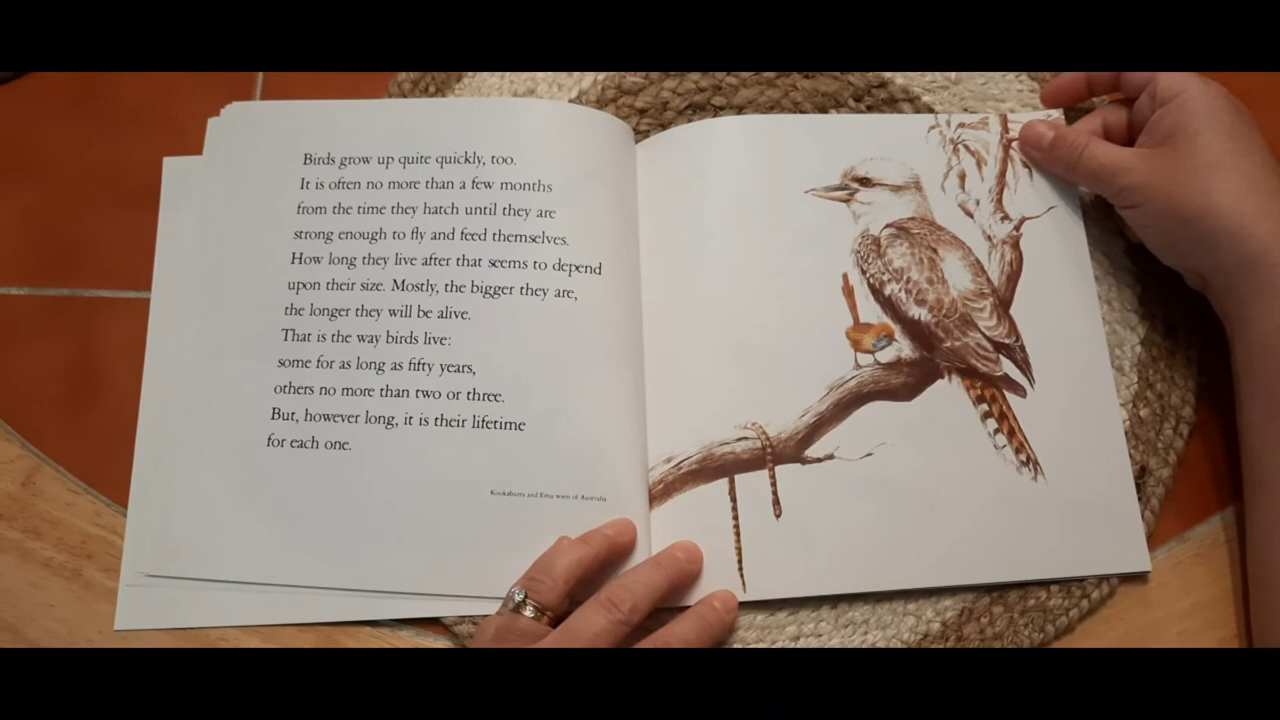 Birds grow up quite quickly, too.
It is often no more than a few months
from the time they hatch until they are
strong enough to fly and feed themselves.
How long they live after that seems to depend
upon their size. Mostly, the bigger they are,
the longer they will be alive.
That is the way birds live:
some for as long as fifty years,
others no more than two or three.
But, however long, it is their lifetime
for each one.
Kookaburra and Emu wren of Australia